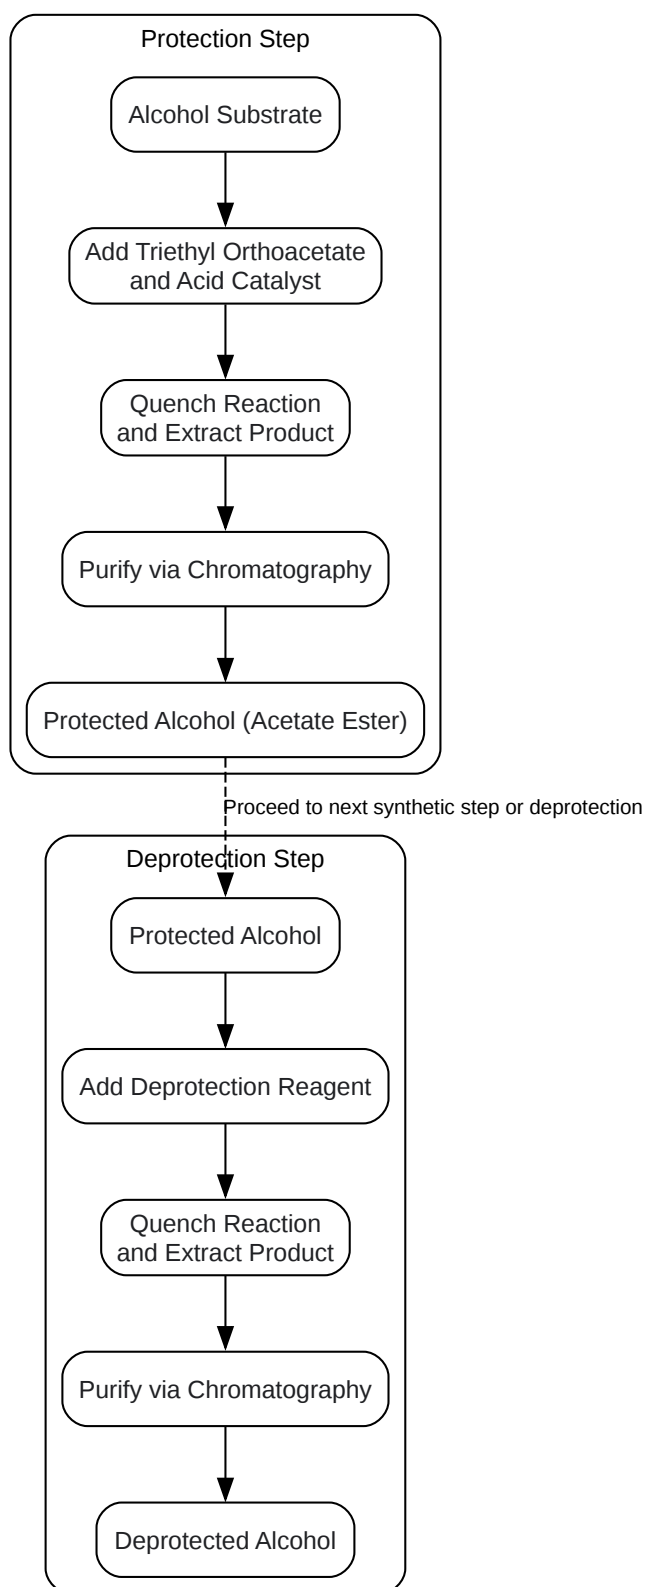 Protection Step
Alcohol Substrate
Add Triethyl Orthoacetate
and Acid Catalyst
Quench Reaction
and Extract Product
Purify via Chromatography
Protected Alcohol (Acetate Ester)
Proceed to next synthetic step or deprotection
Deprotection Step
Protected Alcohol
Add Deprotection Reagent
Quench Reaction
and Extract Product
Purify via Chromatography
Deprotected Alcohol